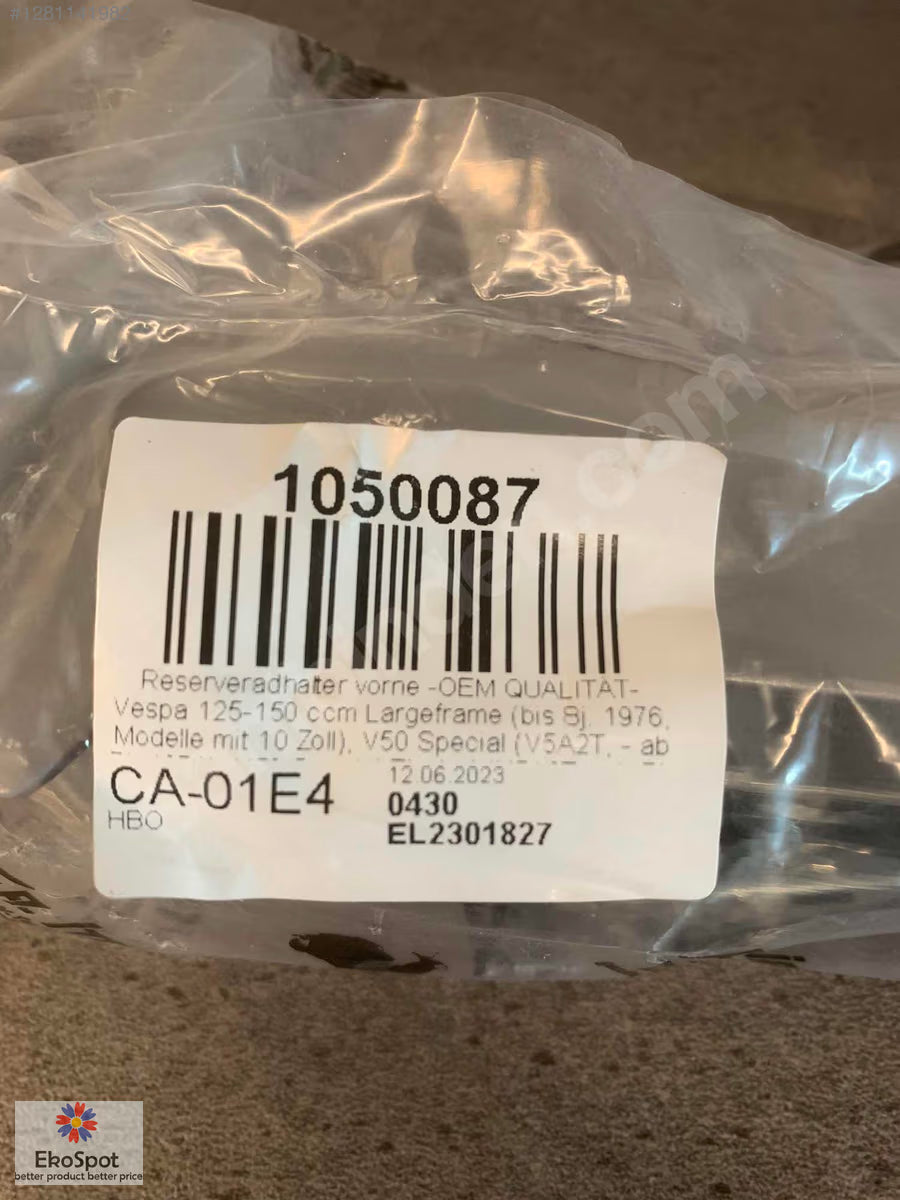 1050087
Reserveradhalter vorne -OEM QUALITÄT-
Vespa 125-150 ccm Largeframe (bis Bj. 1976,
Modelle mit 10 Zoll), V50 Special (V5A2T, - ab
CA-01E4
12.06.2023
0430
HBO
EL2301827
EkoSpot
better product better price